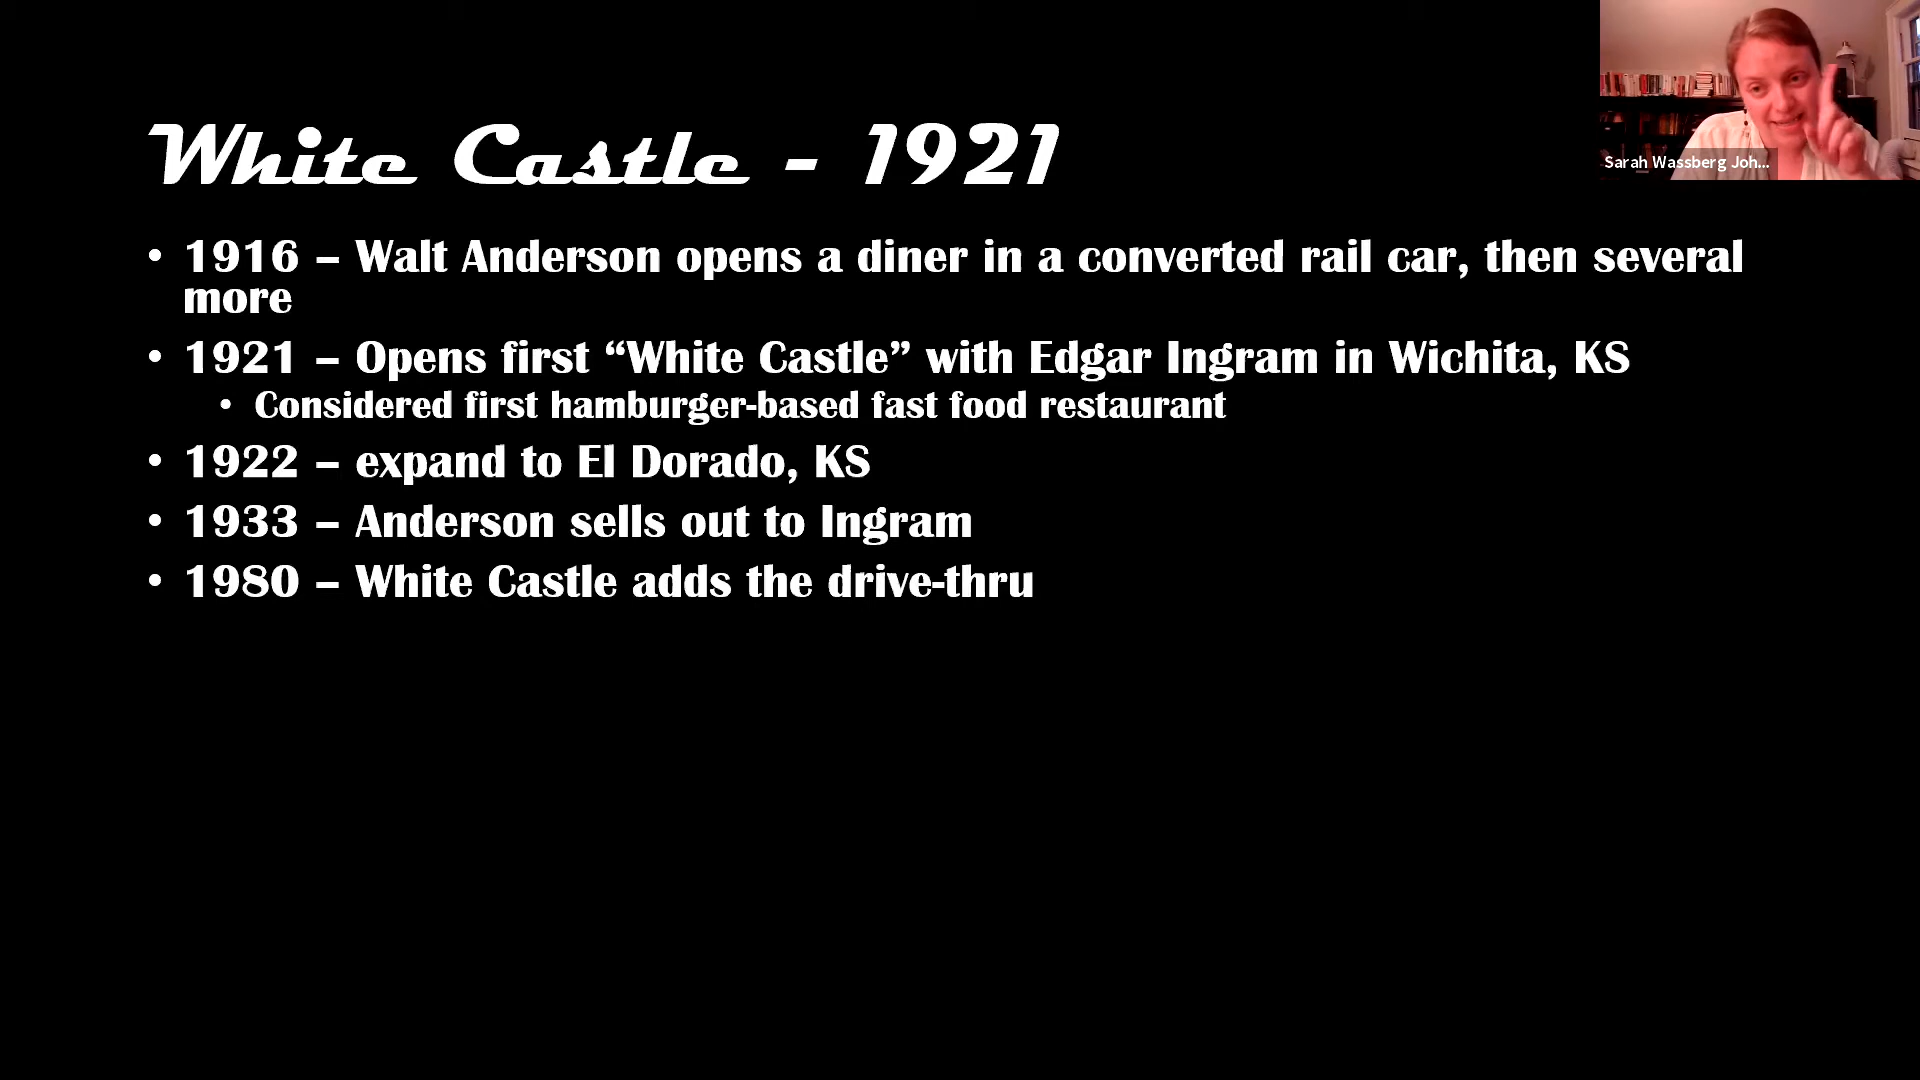 White Castle - 1921
Sarah Wassberg Joh...
• 1916 – Walt Anderson opens a diner in a converted rail car, then several
more
• 1921 – Opens first “White Castle” with Edgar Ingram in Wichita, KS
• Considered first hamburger-based fast food restaurant
• 1922 – expand to El Dorado, KS
• 1933 – Anderson sells out to Ingram
• 1980 – White Castle adds the drive-thru